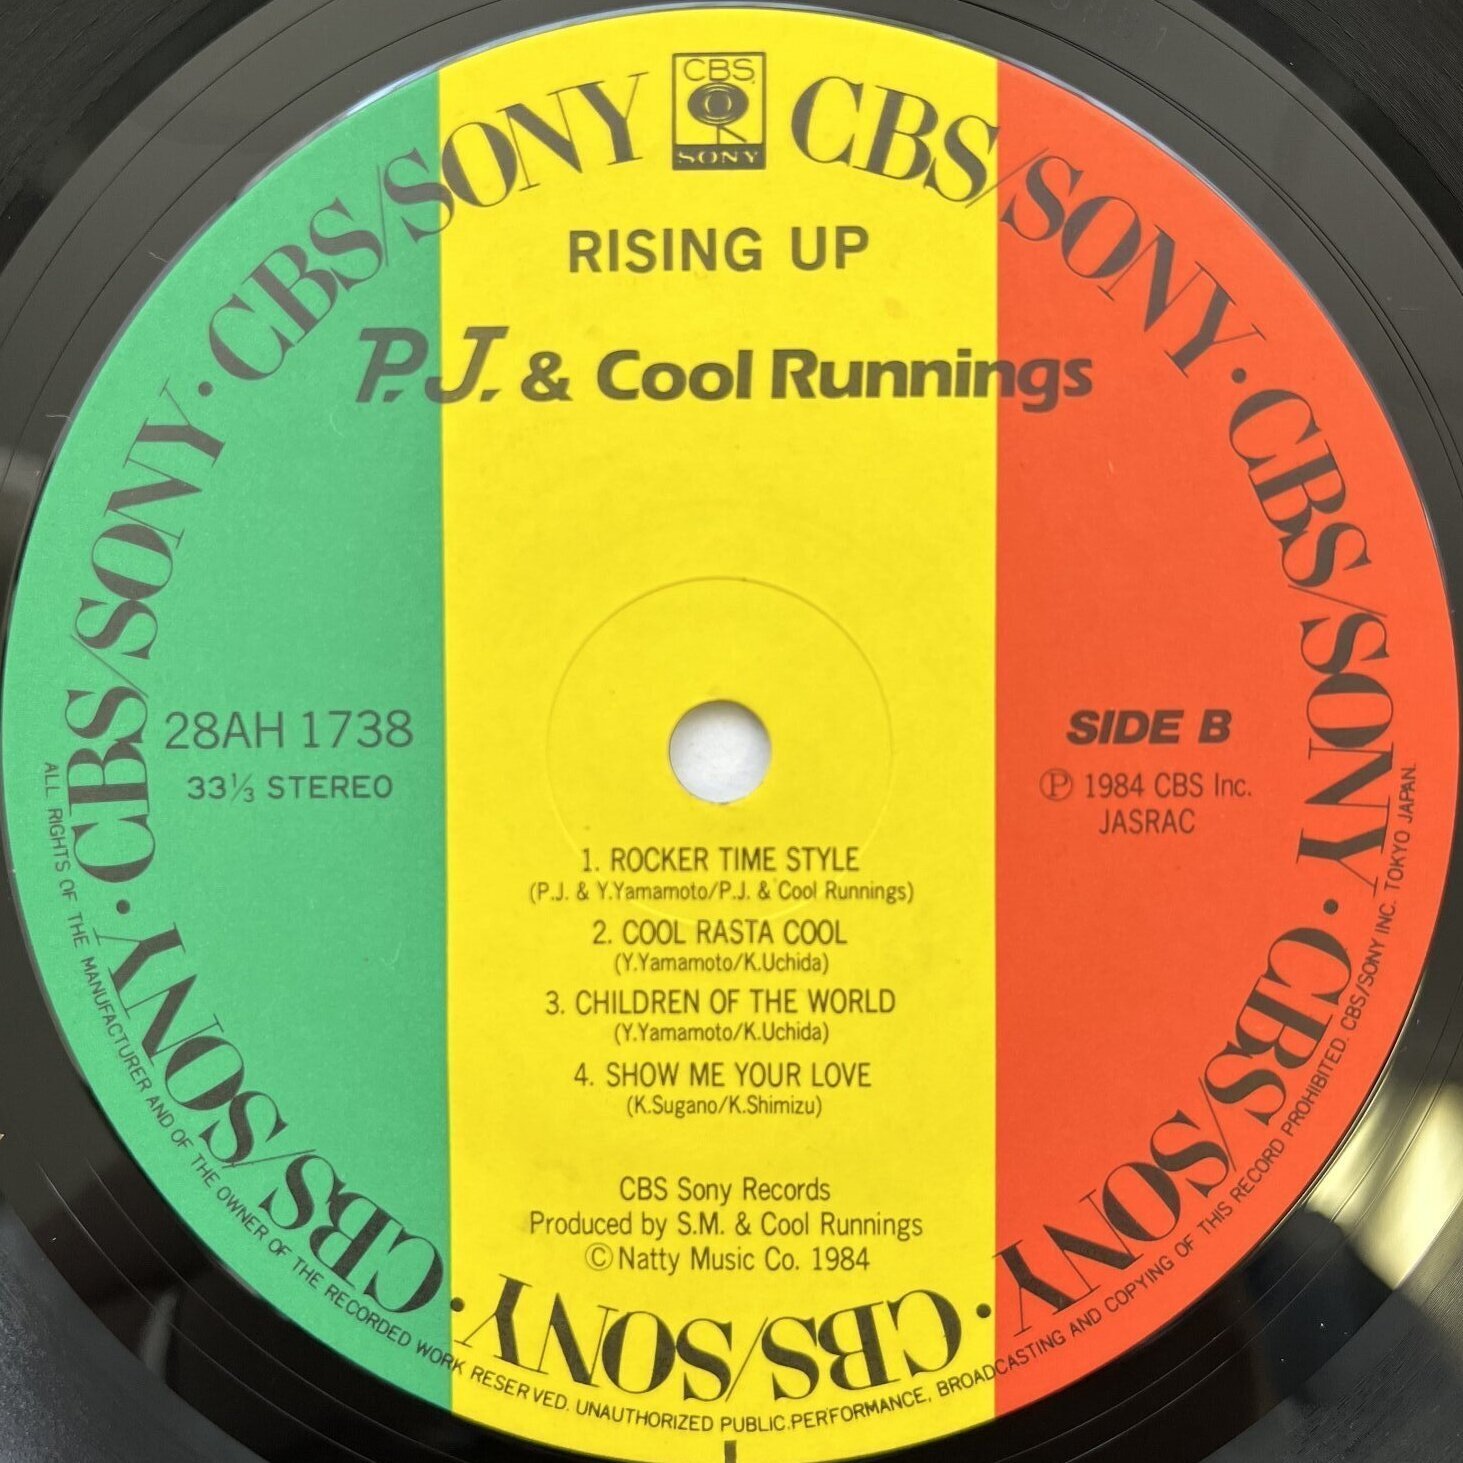 CBS
SONY
CBS/SONY · CBS/SONY · CBS/SONY · CBS/SONY · CBS/SONY · CBS/SONY · CBS/SONY · CBS/SONY
RISING UP
P.J. & Cool Runnings
28AH 1738
33⅓ STEREO
SIDE B
Ⓟ 1984 CBS Inc.
JASRAC
1. ROCKER TIME STYLE
(P.J. & Y.Yamamoto/P.J. & Cool Runnings)
2. COOL RASTA COOL
(Y.Yamamoto/K.Uchida)
3. CHILDREN OF THE WORLD
(Y.Yamamoto/K.Uchida)
4. SHOW ME YOUR LOVE
(K.Sugano/K.Shimizu)
CBS Sony Records
Produced by S.M. & Cool Runnings
©Natty Music Co. 1984
ALL RIGHTS OF THE MANUFACTURER AND OF THE OWNER OF THE RECORDED WORK RESERVED. UNAUTHORIZED PUBLIC PERFORMANCE, BROADCASTING AND COPYING OF THIS RECORD PROHIBITED. CBS/SONY INC. TOKYO JAPAN.